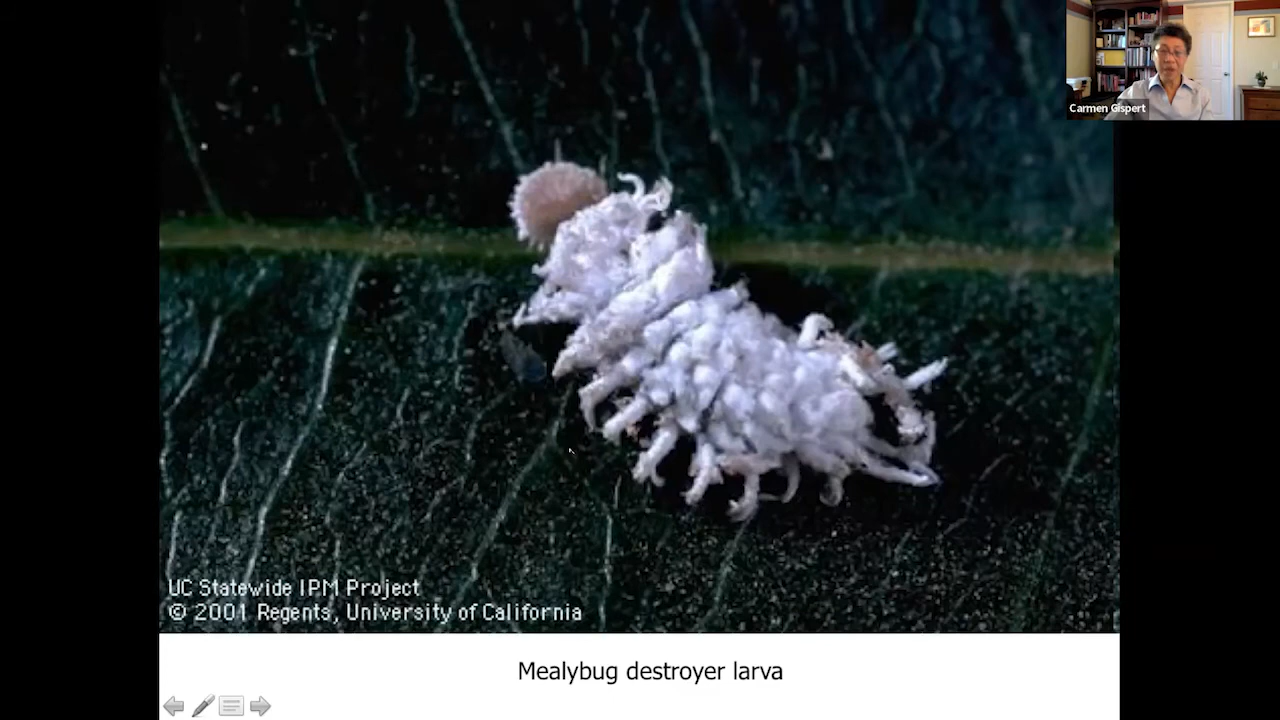 Carmen Gispert
UC Statewide IPM Project
© 2001 Regents, University of California
Mealybug destroyer larva